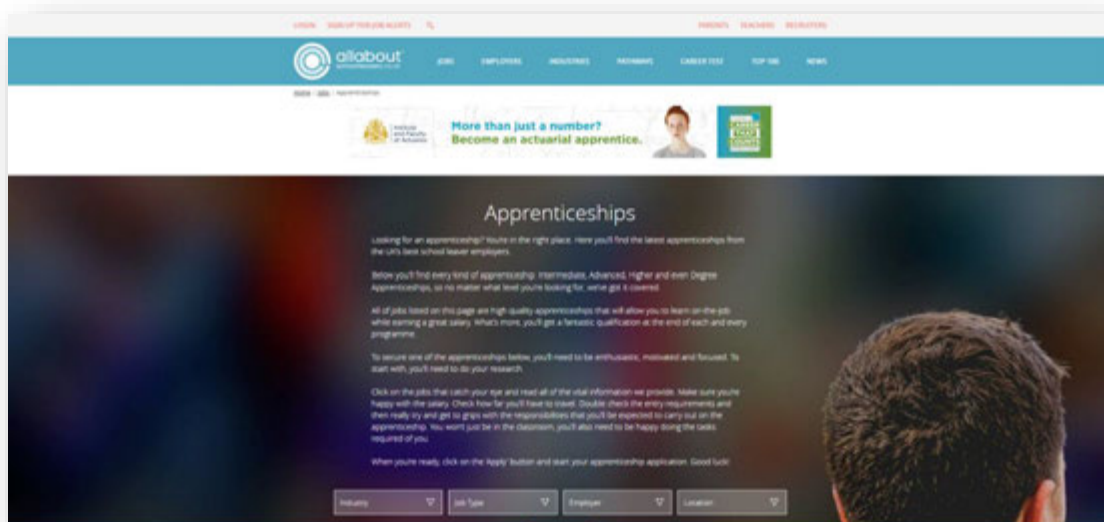 LOGIN SIGN UP FOR JOB ALERTS
PARENTS TEACHERS RECRUITERS
allabout
JOBS EMPLOYERS INDUSTRIES PATHWAYS CAREER TEST TOP 100 NEWS
Home / Jobs / Apprenticeships
Institute
and Faculty
of Actuaries
More than just a number?
Become an actuarial apprentice.
CAREER
THAT
COUNTS
Apprenticeships
Looking for an apprenticeship? You're in the right place. Here you'll find the latest apprenticeships from
the UK's best school leaver employers.
Below you'll find every kind of apprenticeship: Intermediate, Advanced, Higher and even Degree
Apprenticeships, so no matter what level you're looking for, we've got it covered.
All of jobs listed on this page are high quality apprenticeships that will allow you to learn on-the-job
while earning a great salary. What's more, you'll get a fantastic qualification at the end of each and every
programme.
To secure one of the apprenticeships below, you'll need to be enthusiastic, motivated and focused. To
start with, you'll need to do your research.
Click on the jobs that catch your eye and read all of the vital information we provide. Make sure you're
happy with the salary. Check how far you'll have to travel. Double check the entry requirements and
then really try and get to grips with the responsibilities that you'll be expected to carry out on the
apprenticeship. You won't just be in the classroom, you'll also need to be happy doing the tasks
required of you.
When you're ready, click on the 'Apply' button and start your apprenticeship application. Good luck!
Industry Job Type Employer Location